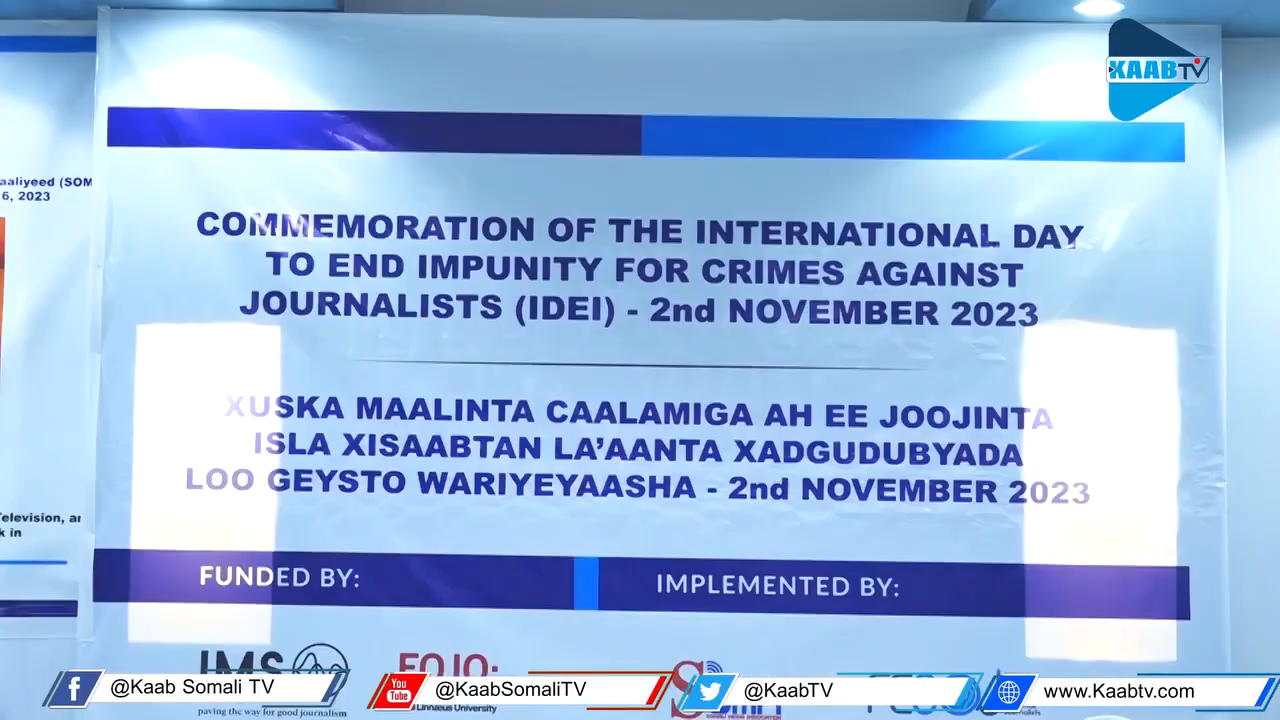 KAABTV
aaliyeed (SOM
6, 2023
COMMEMORATION OF THE INTERNATIONAL DAY
TO END IMPUNITY FOR CRIMES AGAINST
JOURNALISTS (IDEI) - 2nd NOVEMBER 2023
XUSKA MAALINTA CAALAMIGA AH EE JOOJINTA
ISLA XISAABTAN LA'AANTA XADGUDUBYADA
LOO GEYSTO WARIYEYAASHA - 2nd NOVEMBER 2023
elevision, an
k in
FUNDED BY:
IMPLEMENTED BY:
IMS
paving the way for good journalism
FOJO:
Linnaeus University
@Kaab Somali TV
You Tube
@KaabSomaliTV
@KaabTV
www.Kaabtv.com